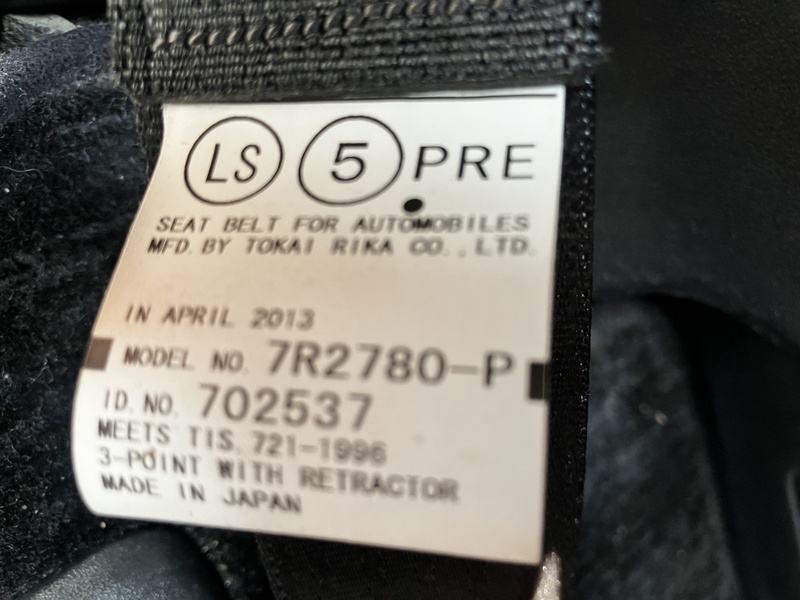 LS 5 PRE
SEAT BELT FOR AUTOMOBILES
MFD. BY TOKAI RIKA CO., LTD.
IN APRIL 2013
MODEL NO. 7R2780-P
ID. NO. 702537
MEETS TIS. 721-1996
3-POINT WITH RETRACTOR
MADE IN JAPAN